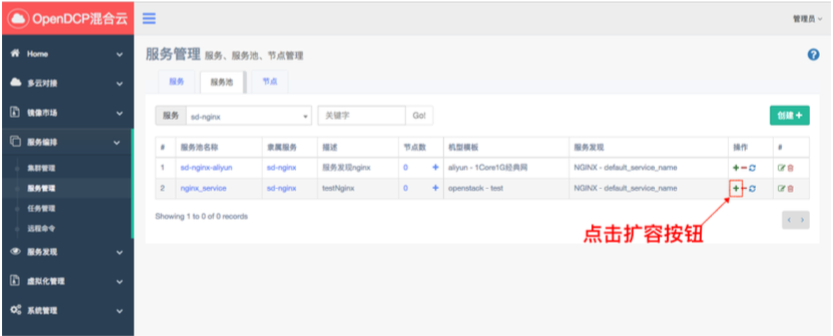 OpenDCP混合云
管理员
Home
多云对接
镜像市场
服务编排
集群管理
服务管理
任务管理
远程命令
服务发现
虚拟化管理
系统管理
服务管理 服务、服务池、节点管理
?
服务 服务池 节点
服务 sd-nginx 关键字 Go! 创建 +
# 服务池名称 隶属服务 描述 节点数 机型模板 服务发现 操作 #
1 sd-nginx-aliyun sd-nginx 服务发现nginx 0 + aliyun - 1Core1G经典网 NGINX - default_service_name
2 nginx_service sd-nginx testNginx 0 + openstack - test NGINX - default_service_name
Showing 1 to 0 of 0 records
点击扩容按钮